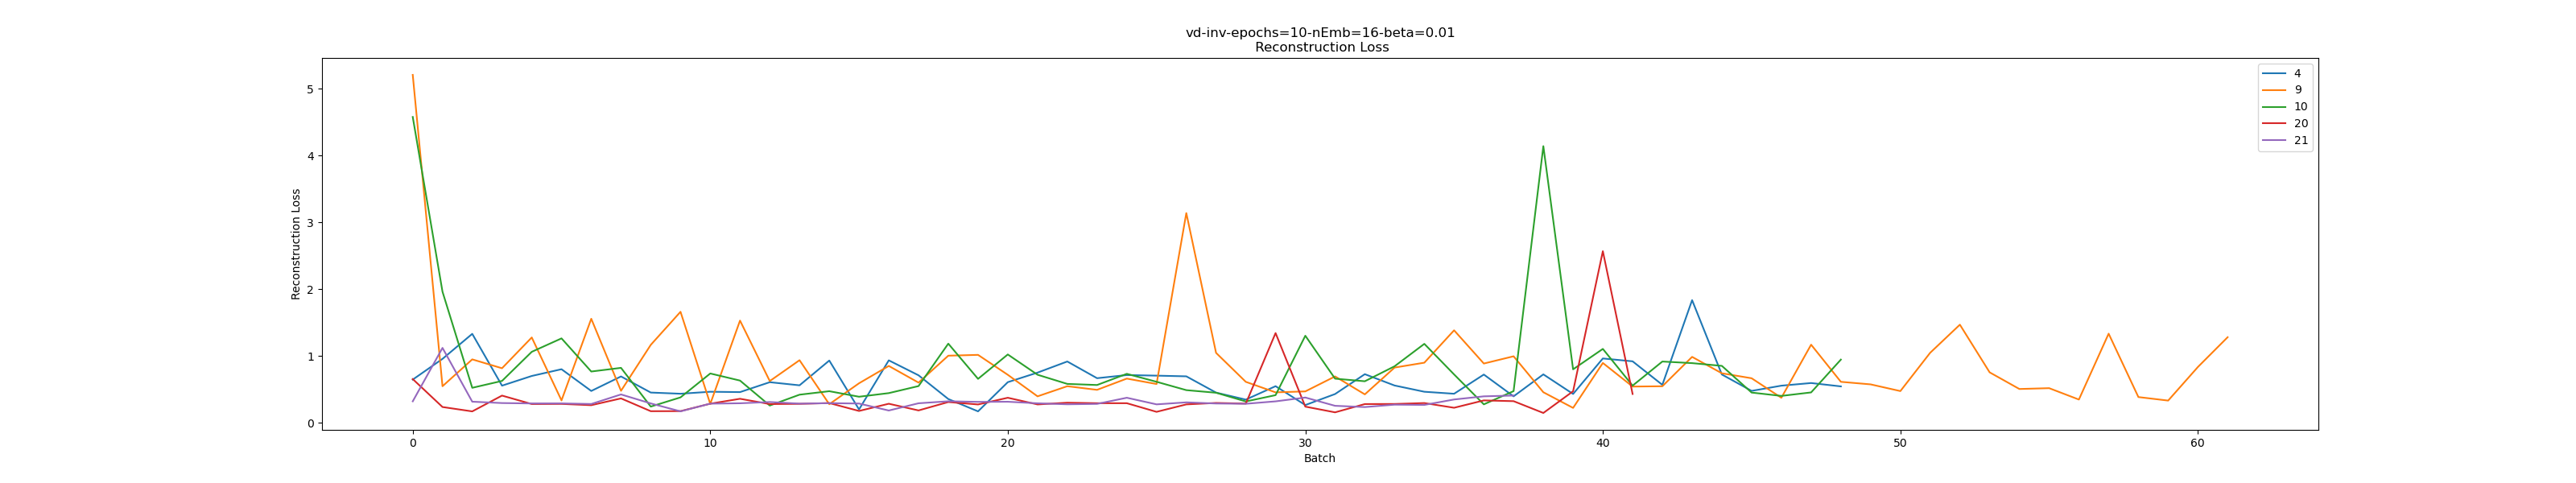 vd-inv-epochs=10-nEmb=16-beta=0.01
Reconstruction Loss
5
4
3
2
1
0
Reconstruction Loss
4
9
10
20
21
0 10 20 30 40 50 60
Batch